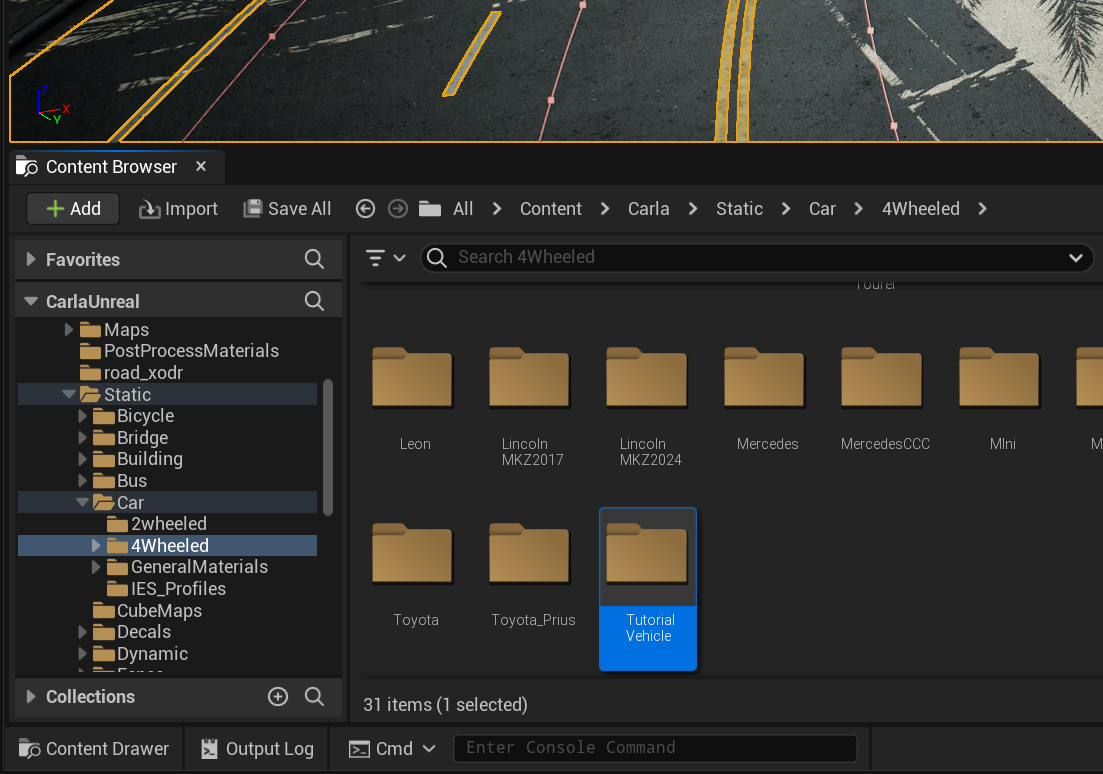 Z
X
Y
Content Browser
Add
Import
Save All
All
Content
Carla
Static
Car
4Wheeled
Favorites
Search 4Wheeled
CarlaUnreal
Maps
PostProcessMaterials
road_xodr
Static
Bicycle
Bridge
Building
Bus
Car
2wheeled
4Wheeled
GeneralMaterials
IES_Profiles
CubeMaps
Decals
Dynamic
Collections
Tourer
Leon
Lincoln
MKZ2017
Lincoln
MKZ2024
Mercedes
MercedesCCC
MIni
Toyota
Toyota_Prius
Tutorial
Vehicle
31 items (1 selected)
Content Drawer
Output Log
Cmd
Enter Console Command